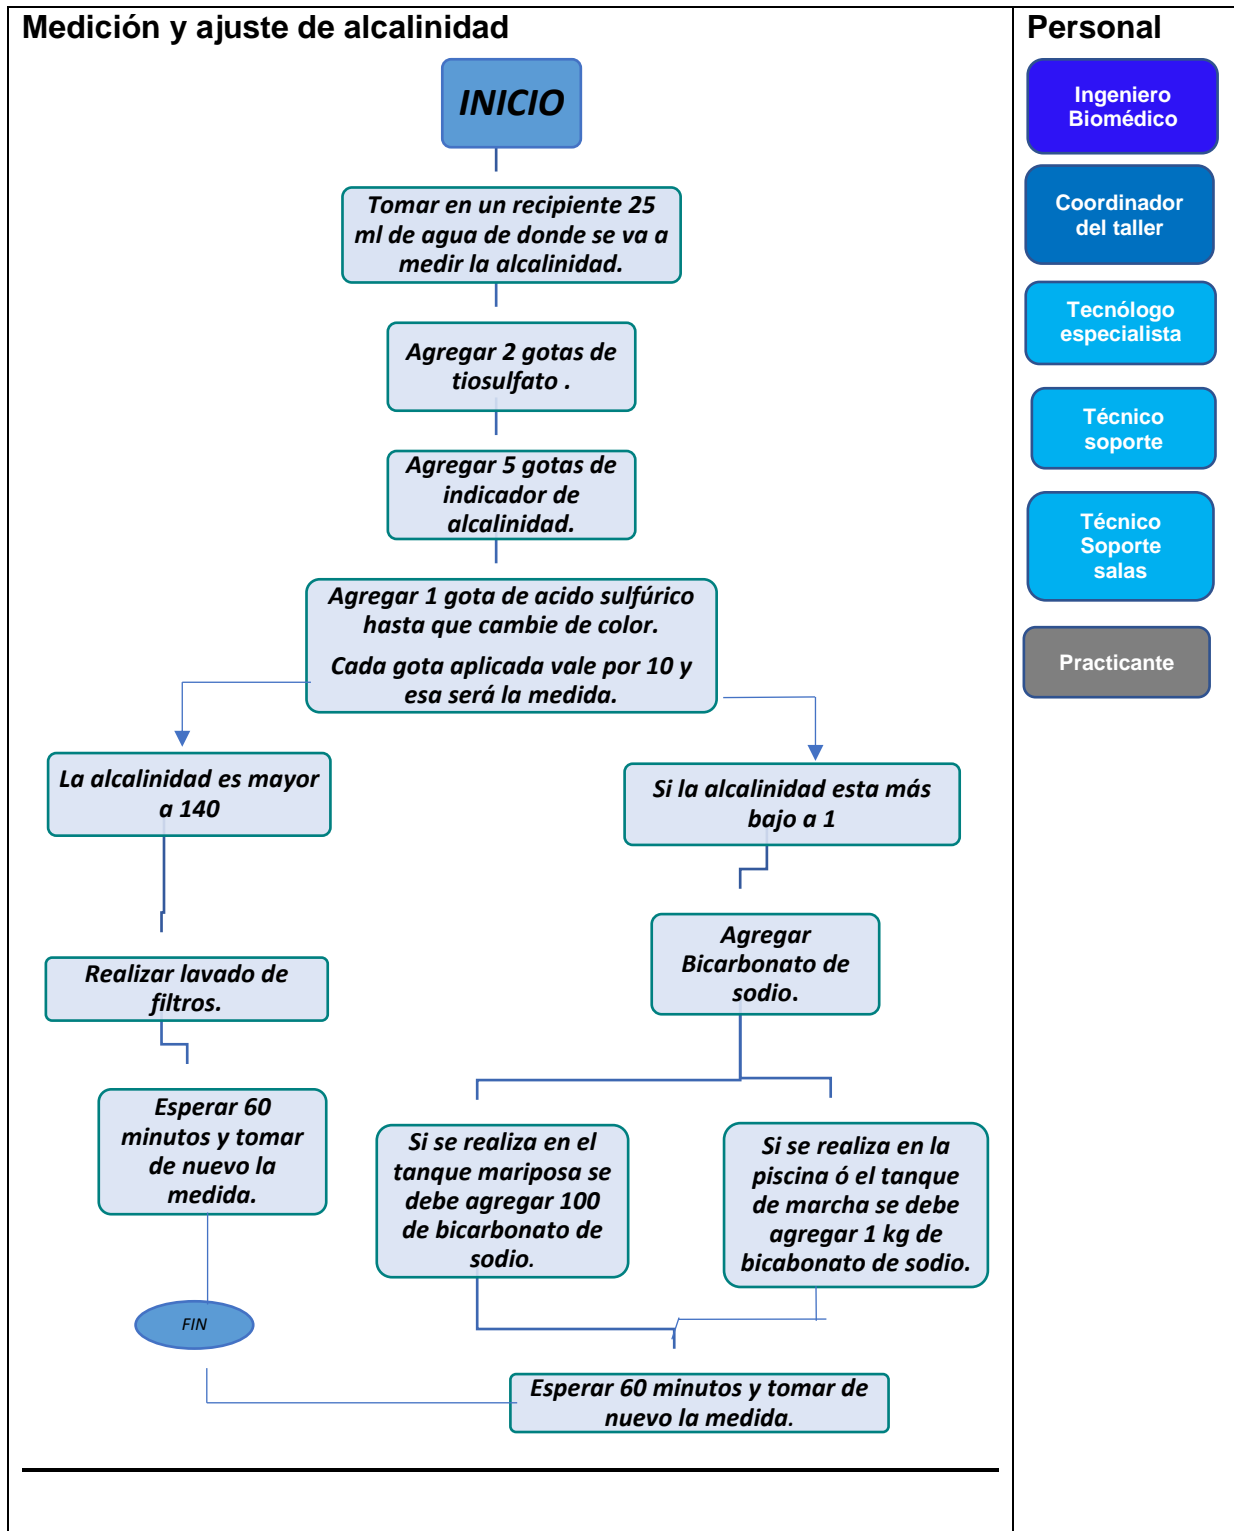 Medición y ajuste de alcalinidad
INICIO
Tomar en un recipiente 25
ml de agua de donde se va a
medir la alcalinidad.
Agregar 2 gotas de
tiosulfato .
Agregar 5 gotas de
indicador de
alcalinidad.
Agregar 1 gota de acido sulfúrico
hasta que cambie de color.
Cada gota aplicada vale por 10 y
esa será la medida.
La alcalinidad es mayor
a 140
Si la alcalinidad esta más
bajo a 1
Realizar lavado de
filtros.
Agregar
Bicarbonato de
sodio.
Esperar 60
minutos y tomar
de nuevo la
medida.
Si se realiza en el
tanque mariposa se
debe agregar 100
de bicarbonato de
sodio.
Si se realiza en la
piscina ó el tanque
de marcha se debe
agregar 1 kg de
bicabonato de sodio.
FIN
Esperar 60 minutos y tomar de
nuevo la medida.
Personal
Ingeniero
Biomédico
Coordinador
del taller
Tecnólogo
especialista
Técnico
soporte
Técnico
Soporte
salas
Practicante